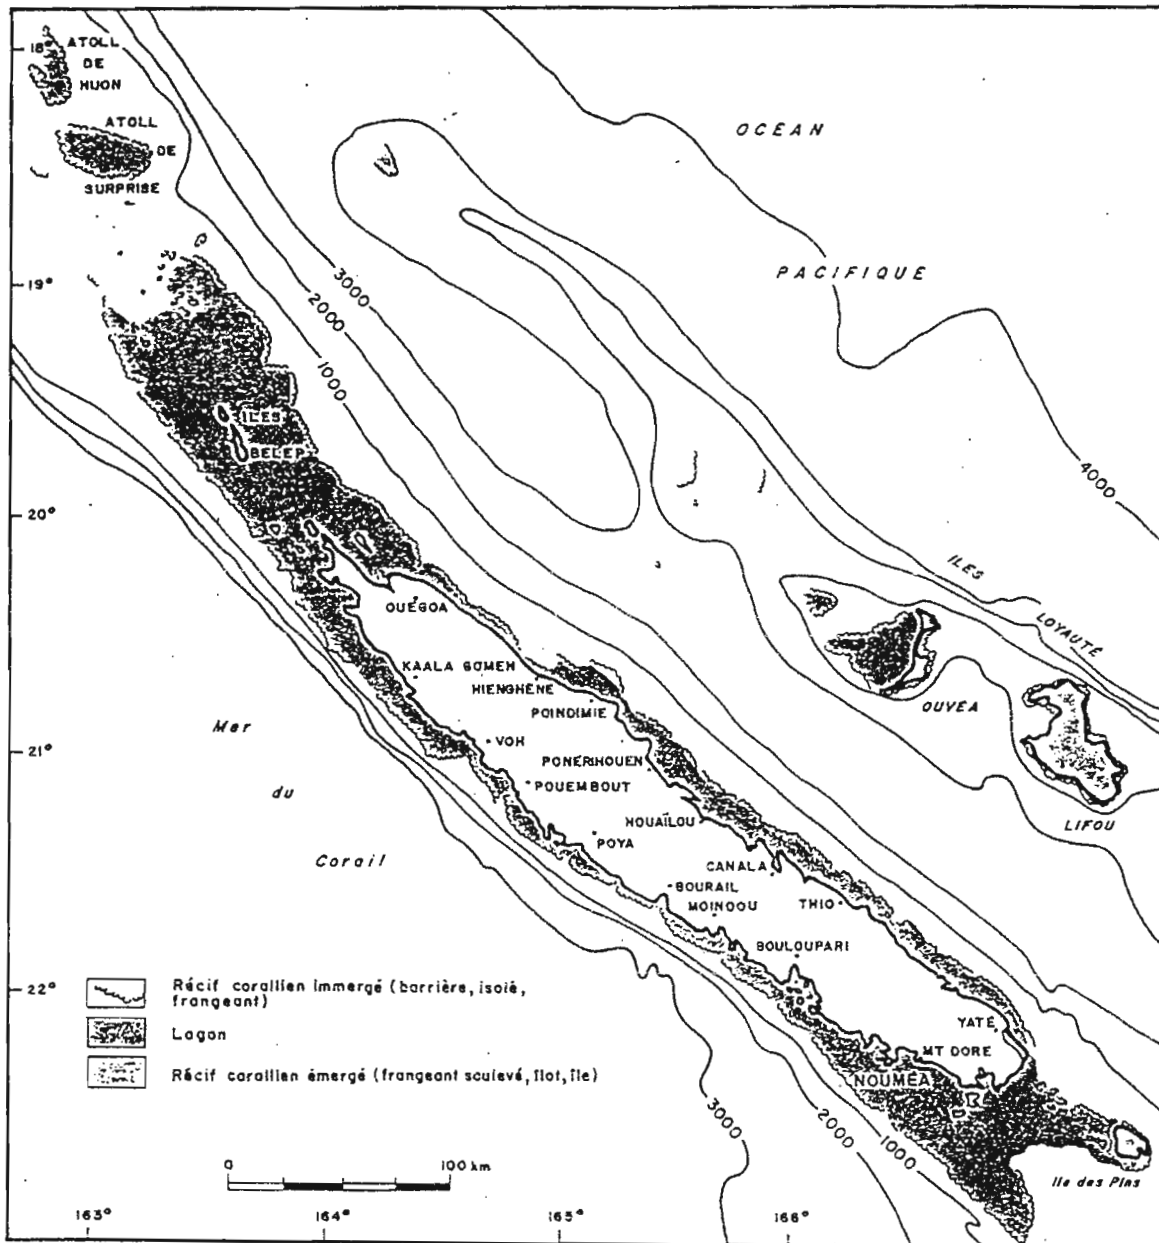 18°
ATOLL
DE
HUON
ATOLL
DE
SURPRISE
OCEAN
PACIFIQUE
19°
3000
2000
1000
4000
ILES
BELEP
20°
ILES
LOYAUTÉ
OUÉGOA
KAALA GOMEN
HIENGHÈNE
POINDIMIE
OUVEA
Mer
du
Corail
21°
VOH
PONERIHOUEN
POUEMBOUT
HOUAÏLOU
POYA
LIFOU
CANALA
BOURAIL
MOINDOU
THIO
BOULOUPARI
22°
YATÉ
MT DORE
NOUMÉA
Récif corallien immergé (barrière, isolé,
frangeant)
Lagon
Récif corallien émergé (frangeant soulevé, îlot, île)
3000
2000
1000
Ile des Pins
0 100 km
163° 164° 165° 166°